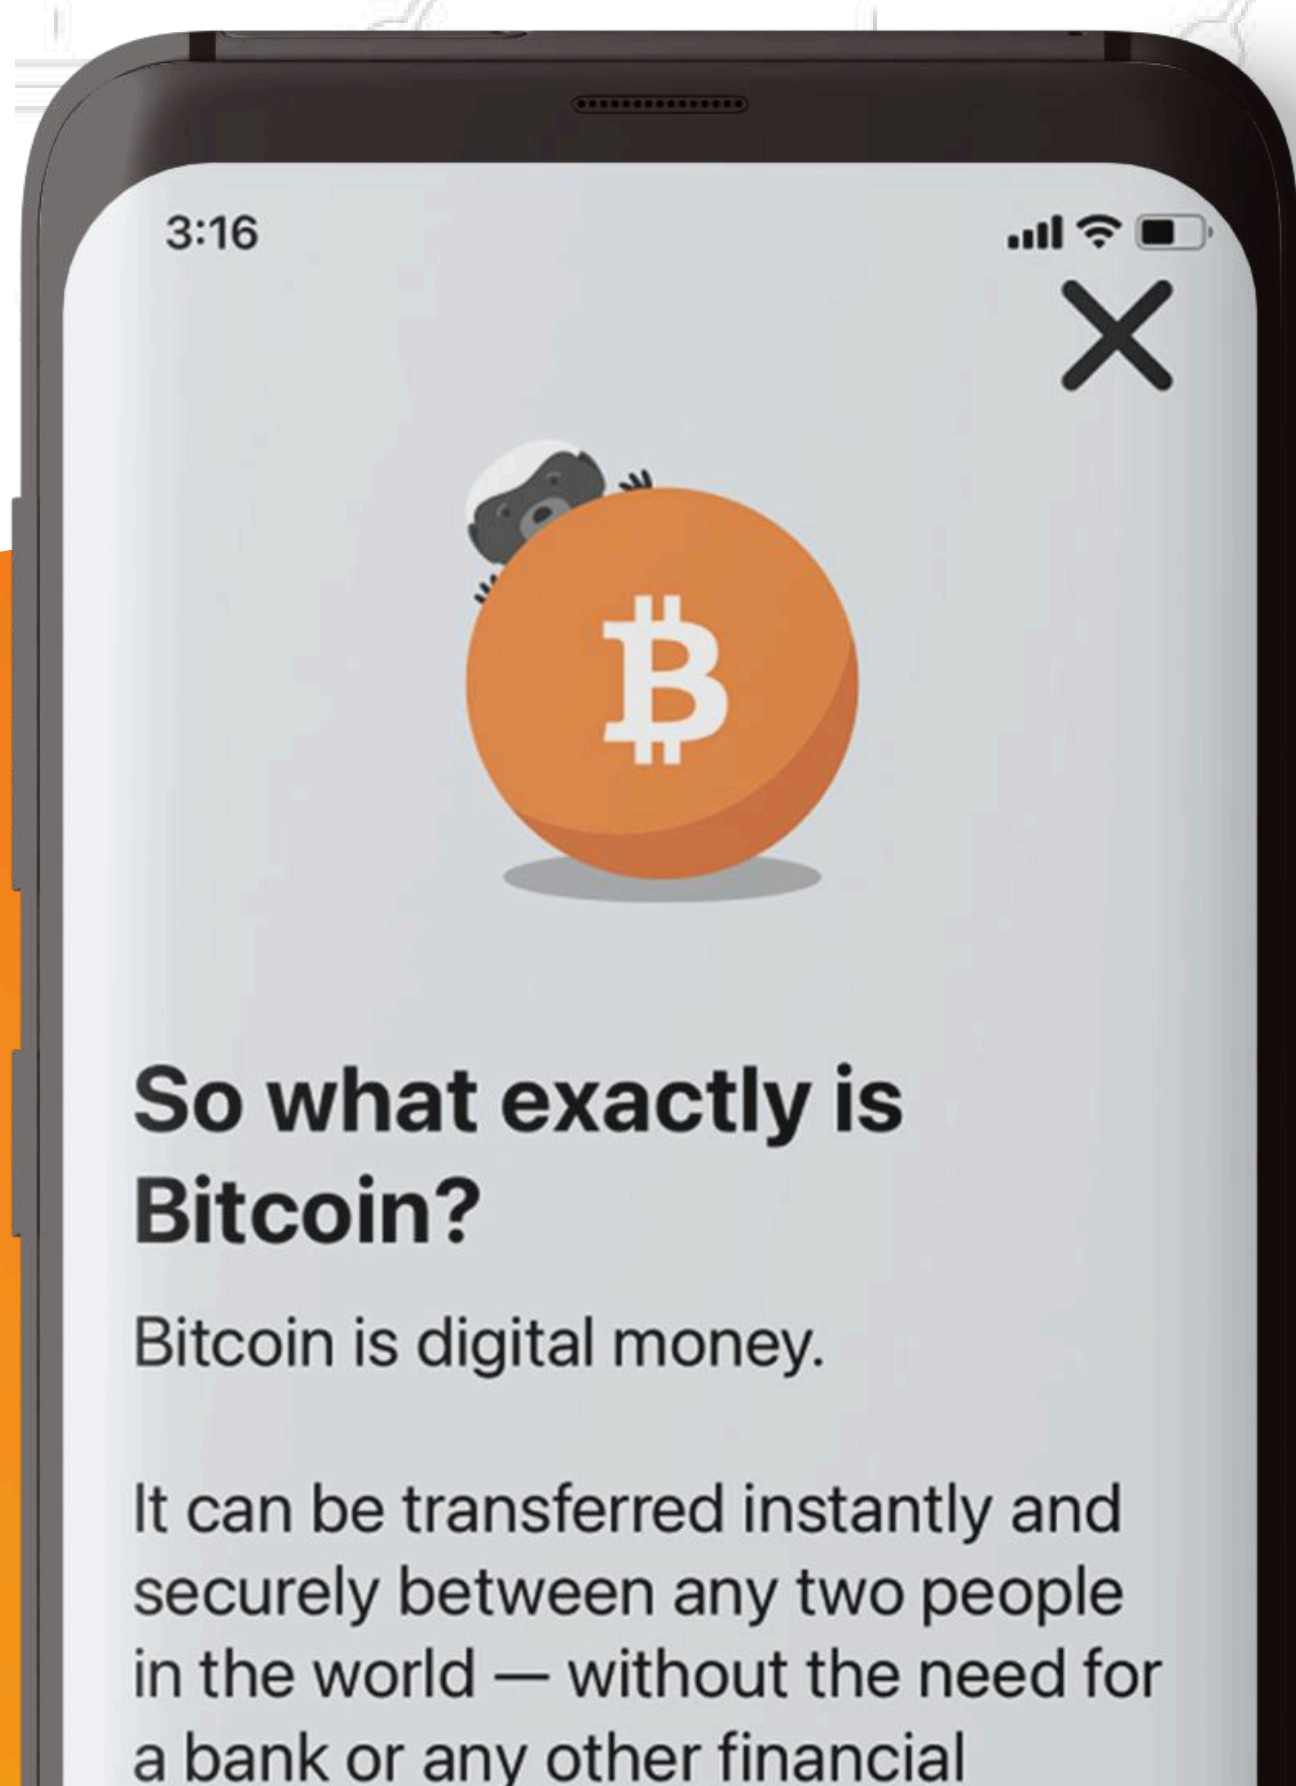 3:16
So what exactly is
Bitcoin?
Bitcoin is digital money.
It can be transferred instantly and
securely between any two people
in the world — without the need for
a bank or any other financial